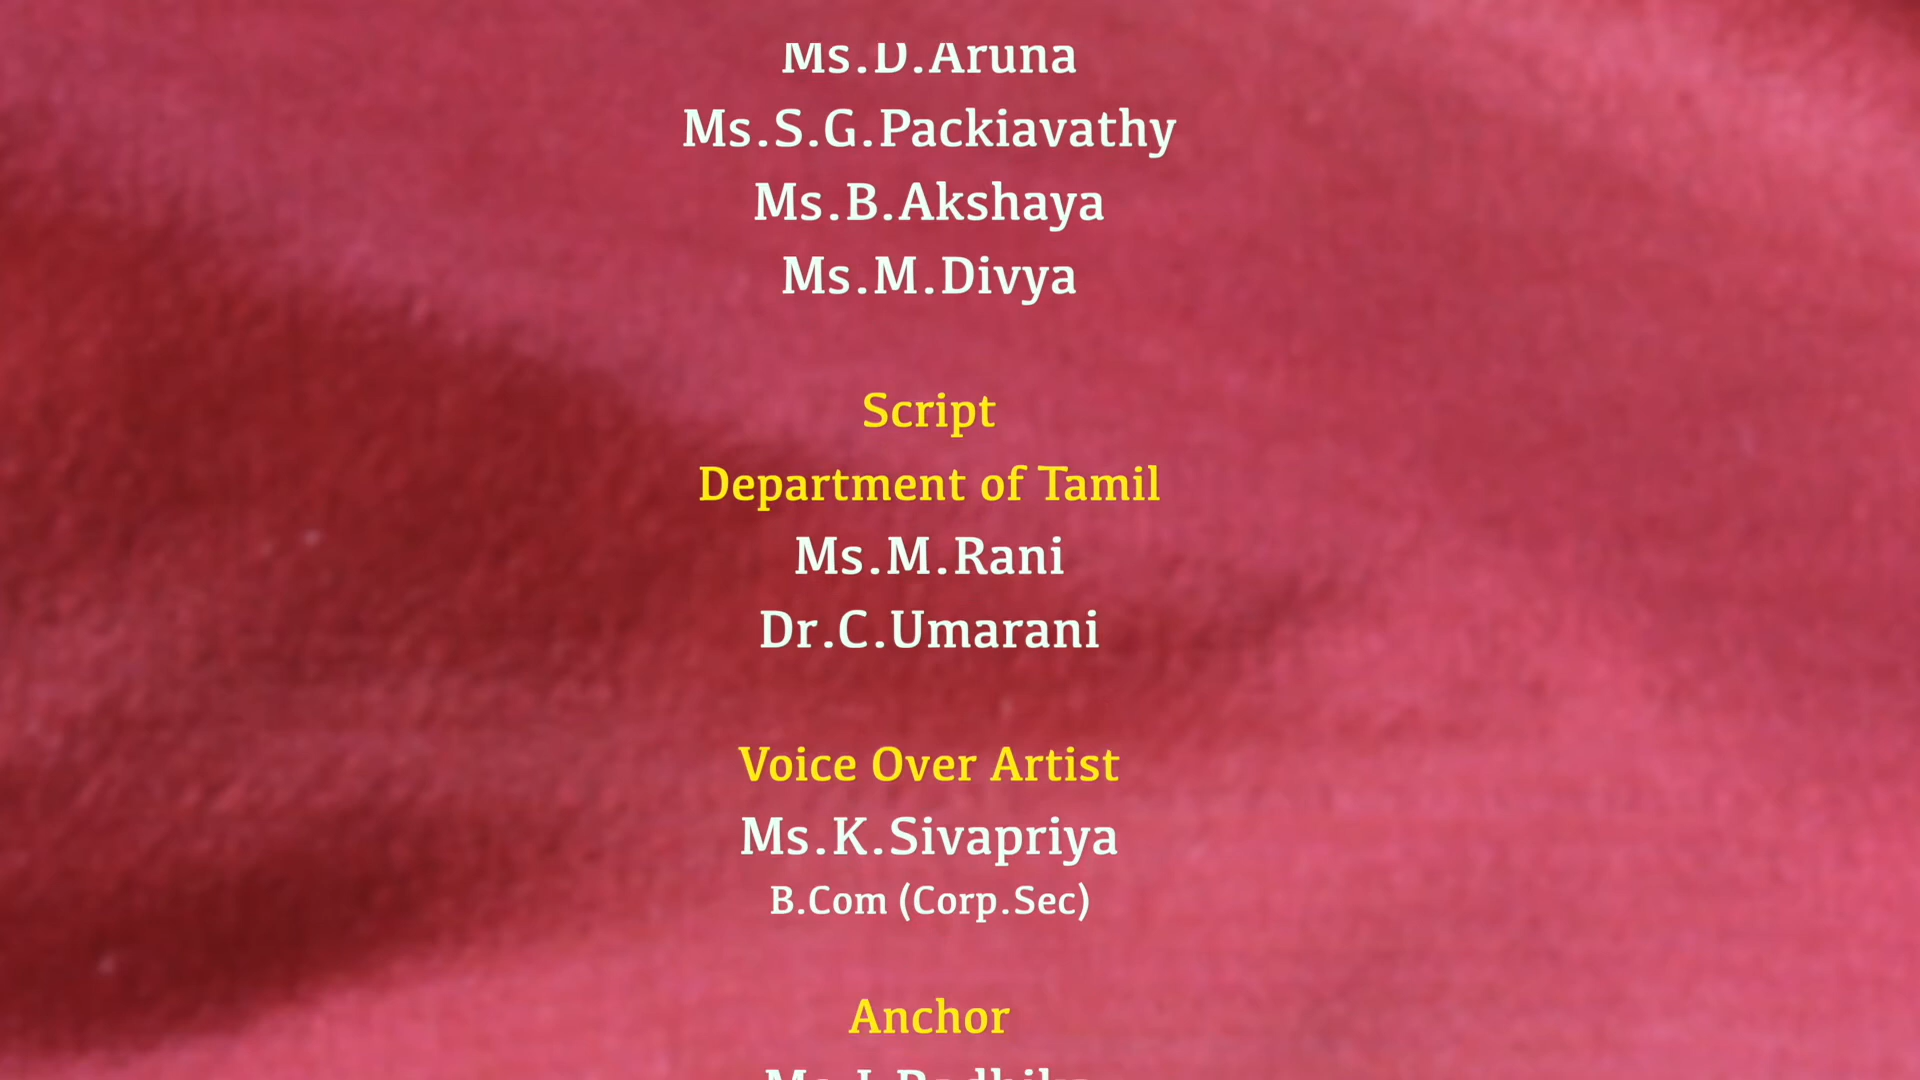 Ms.D.Aruna
Ms.S.G.Packiavathy
Ms.B.Akshaya
Ms.M.Divya
Script
Department of Tamil
Ms.M.Rani
Dr.C.Umarani
Voice Over Artist
Ms.K.Sivapriya
B.Com (Corp.Sec)
Anchor